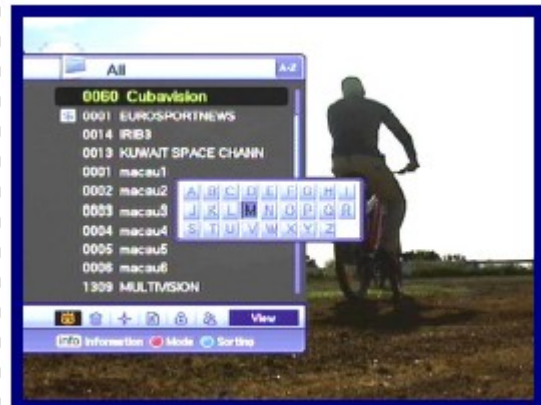 All A-Z
0060 Cubavision
0001 EUROSPORTNEWS
0014 IRIB3
0013 KUWAIT SPACE CHANN
0001 macau1
0002 macau2
0003 macau3
0004 macau4
0005 macau5
0006 macau6
1309 MULTIVISION
A B C D E F G H I
J K L M N O P Q R
S T U V W X Y Z
View
info Information Mode Sorting